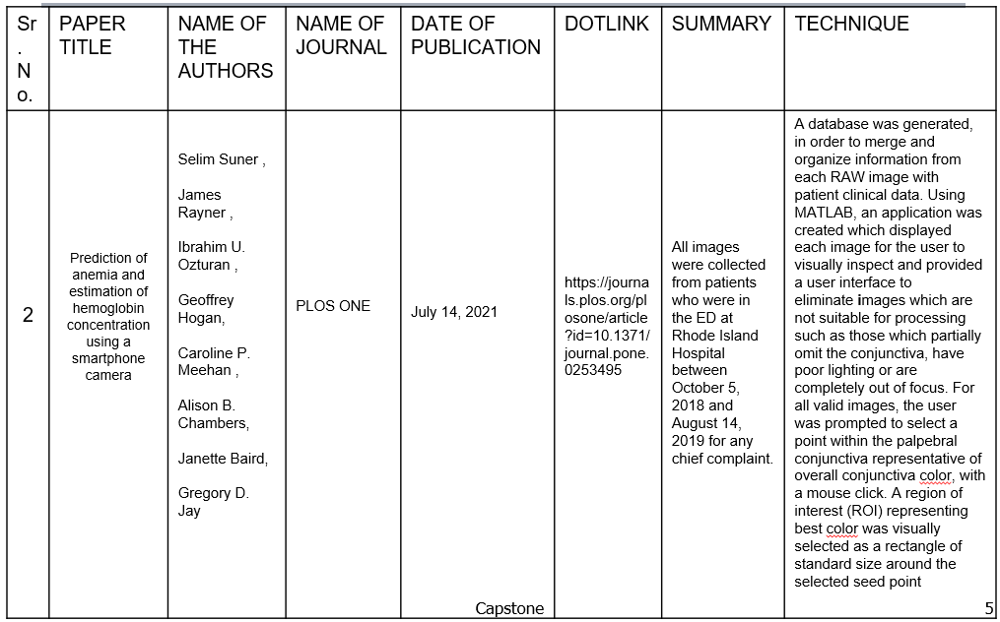 Sr
.
N
o.
PAPER
TITLE
NAME OF
THE
AUTHORS
NAME OF
JOURNAL
DATE OF
PUBLICATION
DOTLINK
SUMMARY
TECHNIQUE
2
Prediction of
anemia and
estimation of
hemoglobin
concentration
using a
smartphone
camera
Selim Suner ,
James
Rayner ,
Ibrahim U.
Ozturan ,
Geoffrey
Hogan,
Caroline P.
Meehan ,
Alison B.
Chambers,
Janette Baird,
Gregory D.
Jay
PLOS ONE
July 14, 2021
https://journa
ls.plos.org/pl
osone/article
?id=10.1371/
journal.pone.
0253495
All images
were collected
from patients
who were in
the ED at
Rhode Island
Hospital
between
October 5,
2018 and
August 14,
2019 for any
chief complaint.
A database was generated,
in order to merge and
organize information from
each RAW image with
patient clinical data. Using
MATLAB, an application was
created which displayed
each image for the user to
visually inspect and provided
a user interface to
eliminate images which are
not suitable for processing
such as those which partially
omit the conjunctiva, have
poor lighting or are
completely out of focus. For
all valid images, the user
was prompted to select a
point within the palpebral
conjunctiva representative of
overall conjunctiva color, with
a mouse click. A region of
interest (ROI) representing
best color was visually
selected as a rectangle of
standard size around the
selected seed point
Capstone
5